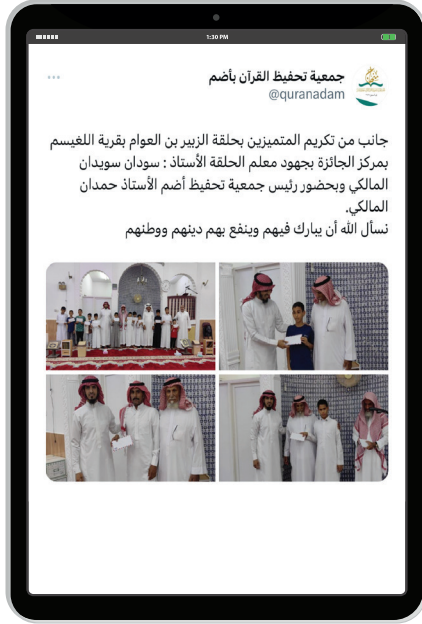 1:30 PM
جمعية تحفيظ القرآن بأضم
@quranadam
جانب من تكريم المتميزين بحلقة الزبير بن العوام بقرية اللغيسم
بمركز الجائزة بجهود معلم الحلقة الأستاذ : سودان سويدان
المالكي وبحضور رئيس جمعية تحفيظ أضم الأستاذ حمدان
المالكي.
نسأل الله أن يبارك فيهم وينفع بهم دينهم ووطنهم